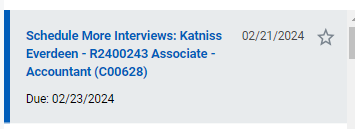 Schedule More Interviews: Katniss 02/21/2024
Everdeen - R2400243 Associate -
Accountant (C00628)
Due: 02/23/2024